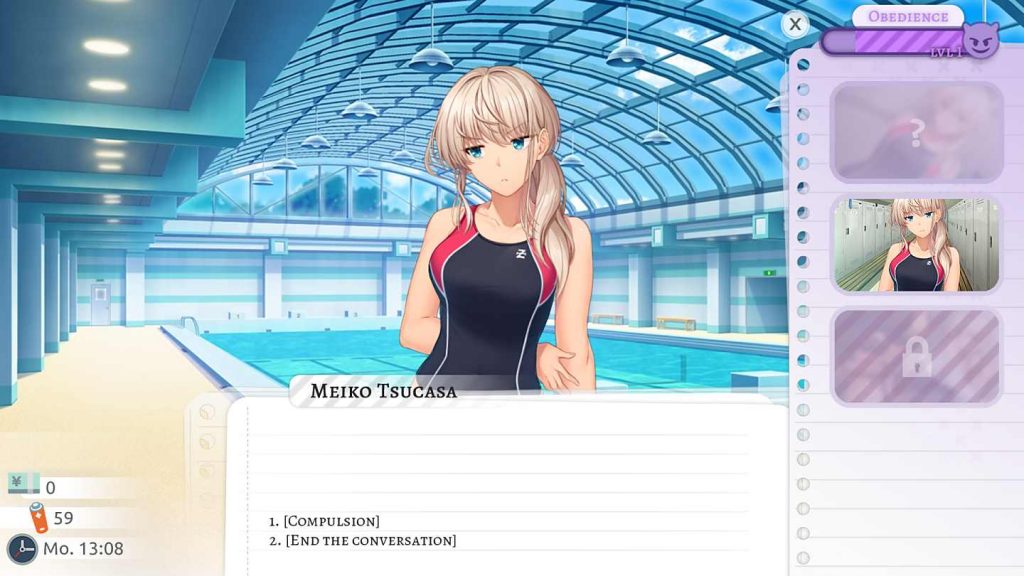 X
OBEDIENCE
LVL.1
?
Z
MEIKO TSUCASA
1. [COMPULSION]
2. [END THE CONVERSATION]
¥ 0
59
Mo. 13:08